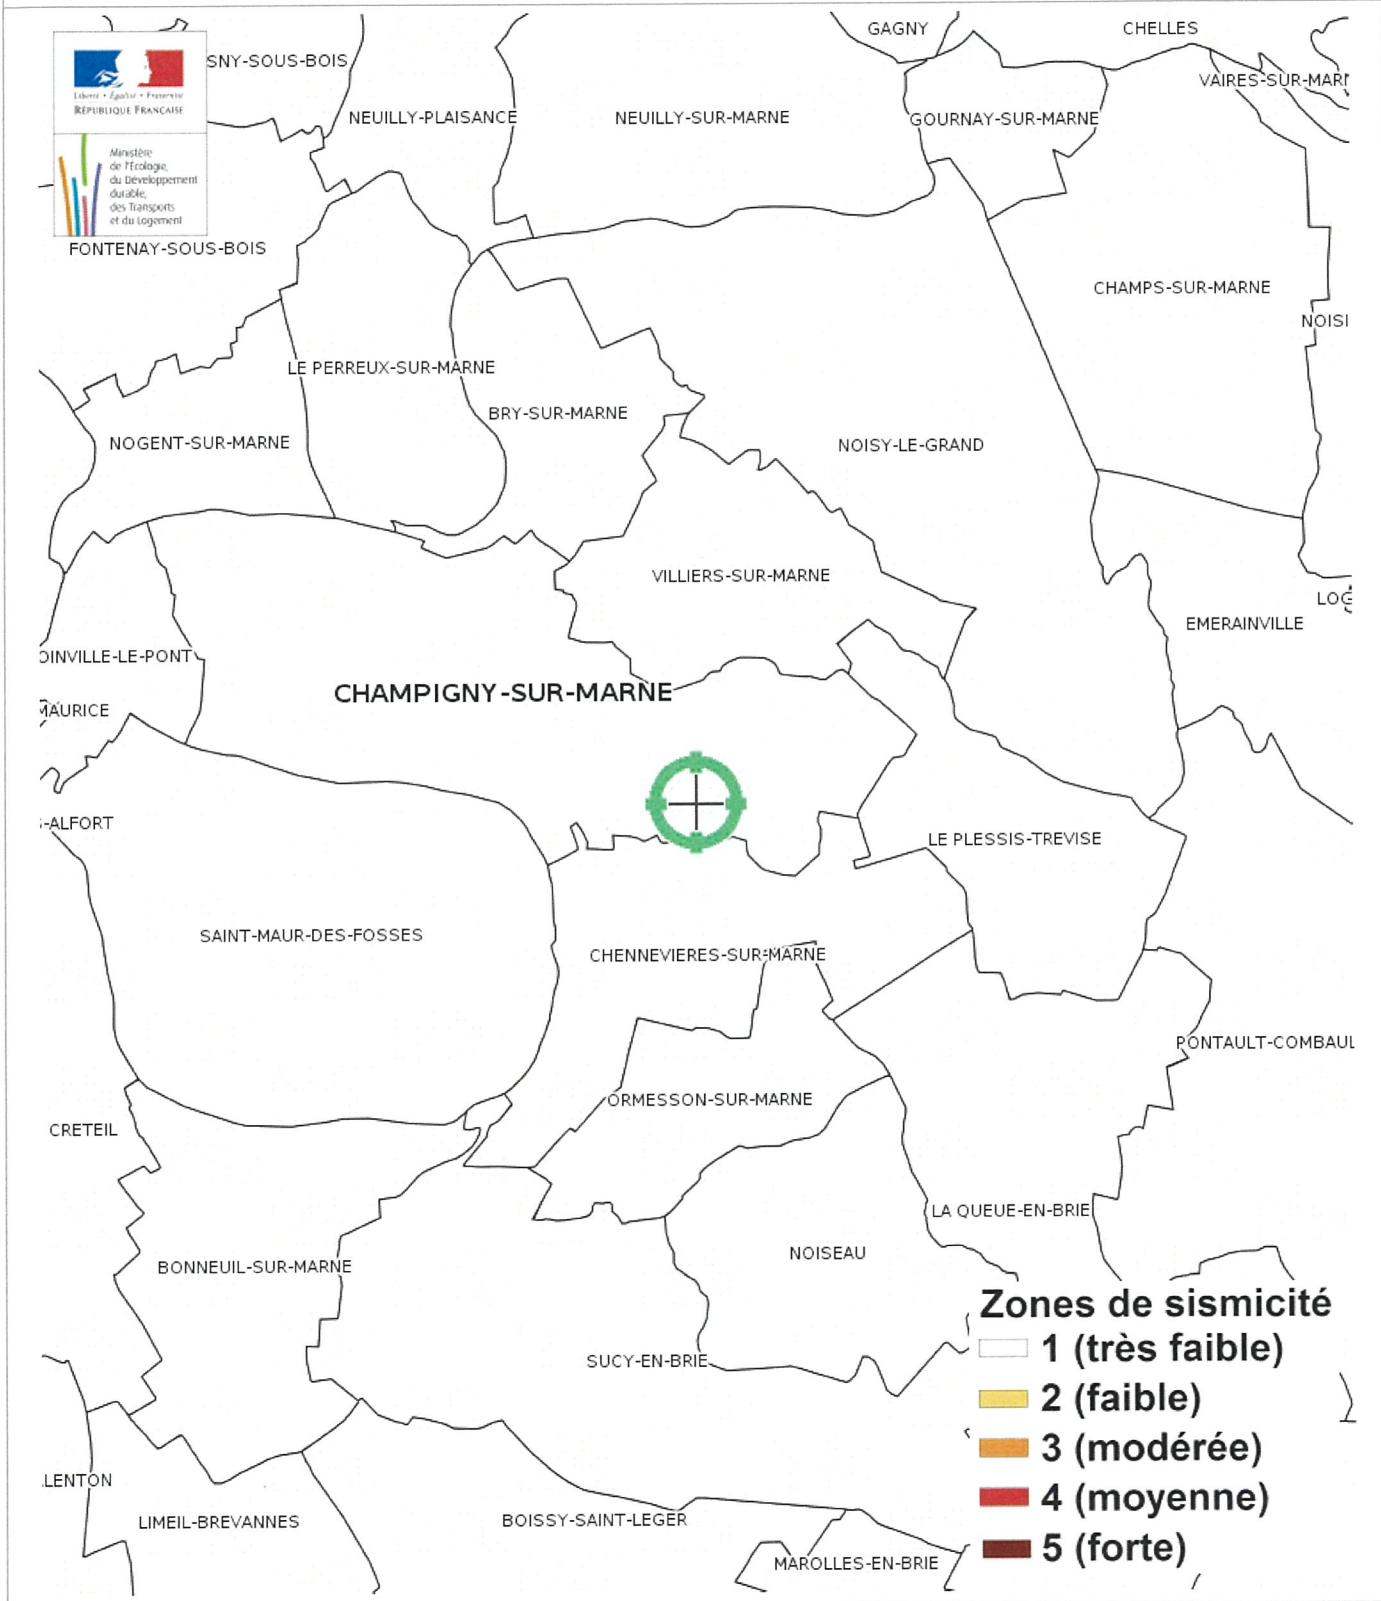 GAGNY
CHELLES
SNY-SOUS-BOIS
VAIRES-SUR-MAR
Liberté • Égalité • Fraternité
RÉPUBLIQUE FRANÇAISE
NEUILLY-PLAISANCE
NEUILLY-SUR-MARNE
GOURNAY-SUR-MARNE
Ministère
de l'Écologie,
du Développement
durable,
des Transports
et du Logement
FONTENAY-SOUS-BOIS
CHAMPS-SUR-MARNE
NOISI
LE PERREUX-SUR-MARNE
BRY-SUR-MARNE
NOGENT-SUR-MARNE
NOISY-LE-GRAND
VILLIERS-SUR-MARNE
LOG
EMERAINVILLE
OINVILLE-LE-PONT
CHAMPIGNY-SUR-MARNE
MAURICE
-ALFORT
LE PLESSIS-TREVISE
SAINT-MAUR-DES-FOSSES
CHENNEVIERES-SUR-MARNE
PONTAULT-COMBAUL
ORMESSON-SUR-MARNE
CRETEIL
LA QUEUE-EN-BRIE
NOISEAU
BONNEUIL-SUR-MARNE
SUCY-EN-BRIE
Zones de sismicité
1 (très faible)
2 (faible)
3 (modérée)
4 (moyenne)
5 (forte)
LENTON
LIMEIL-BREVANNES
BOISSY-SAINT-LEGER
MAROLLES-EN-BRIE